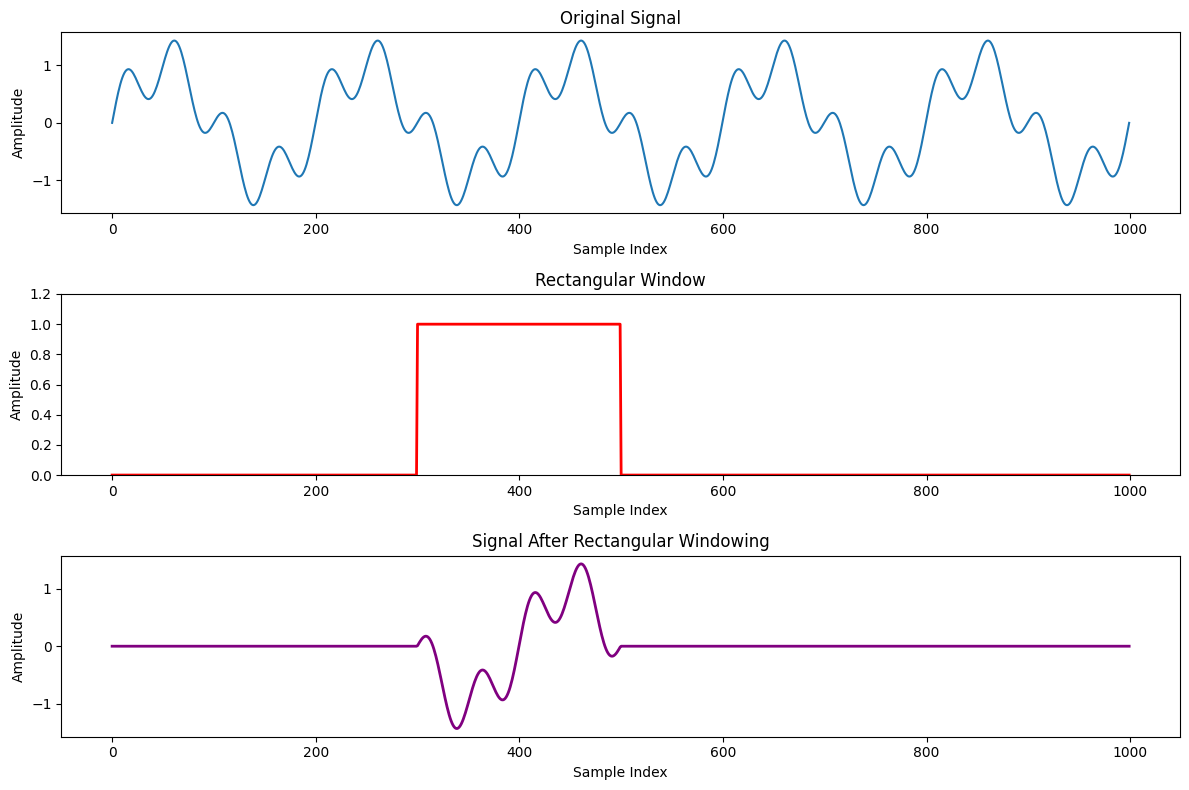 Original Signal
1
0
−1
Amplitude
0 200 400 600 800 1000
Sample Index
Rectangular Window
1.2
1.0
0.8
0.6
0.4
0.2
0.0
Amplitude
0 200 400 600 800 1000
Sample Index
Signal After Rectangular Windowing
1
0
−1
Amplitude
0 200 400 600 800 1000
Sample Index